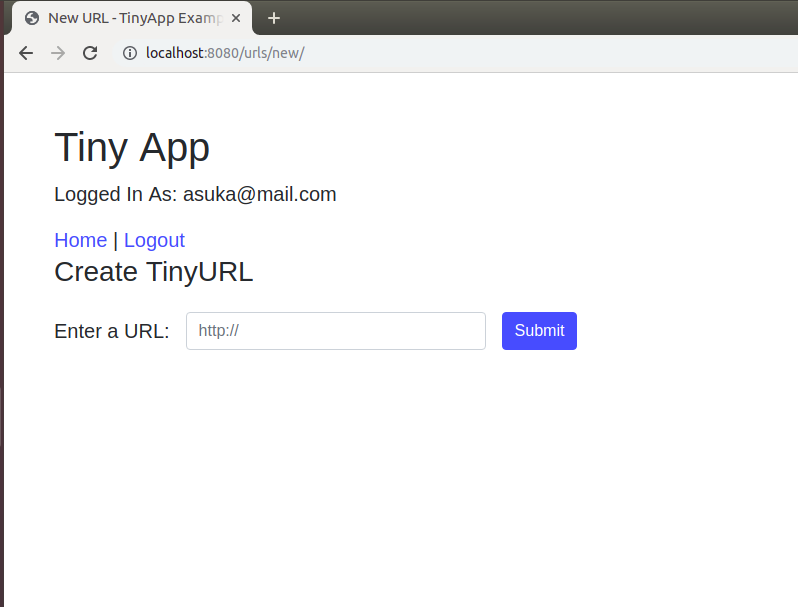 New URL - TinyApp Examp
localhost:8080/urls/new/
Tiny App
Logged In As: asuka@mail.com
Home | Logout
Create TinyURL
Enter a URL: http:// Submit